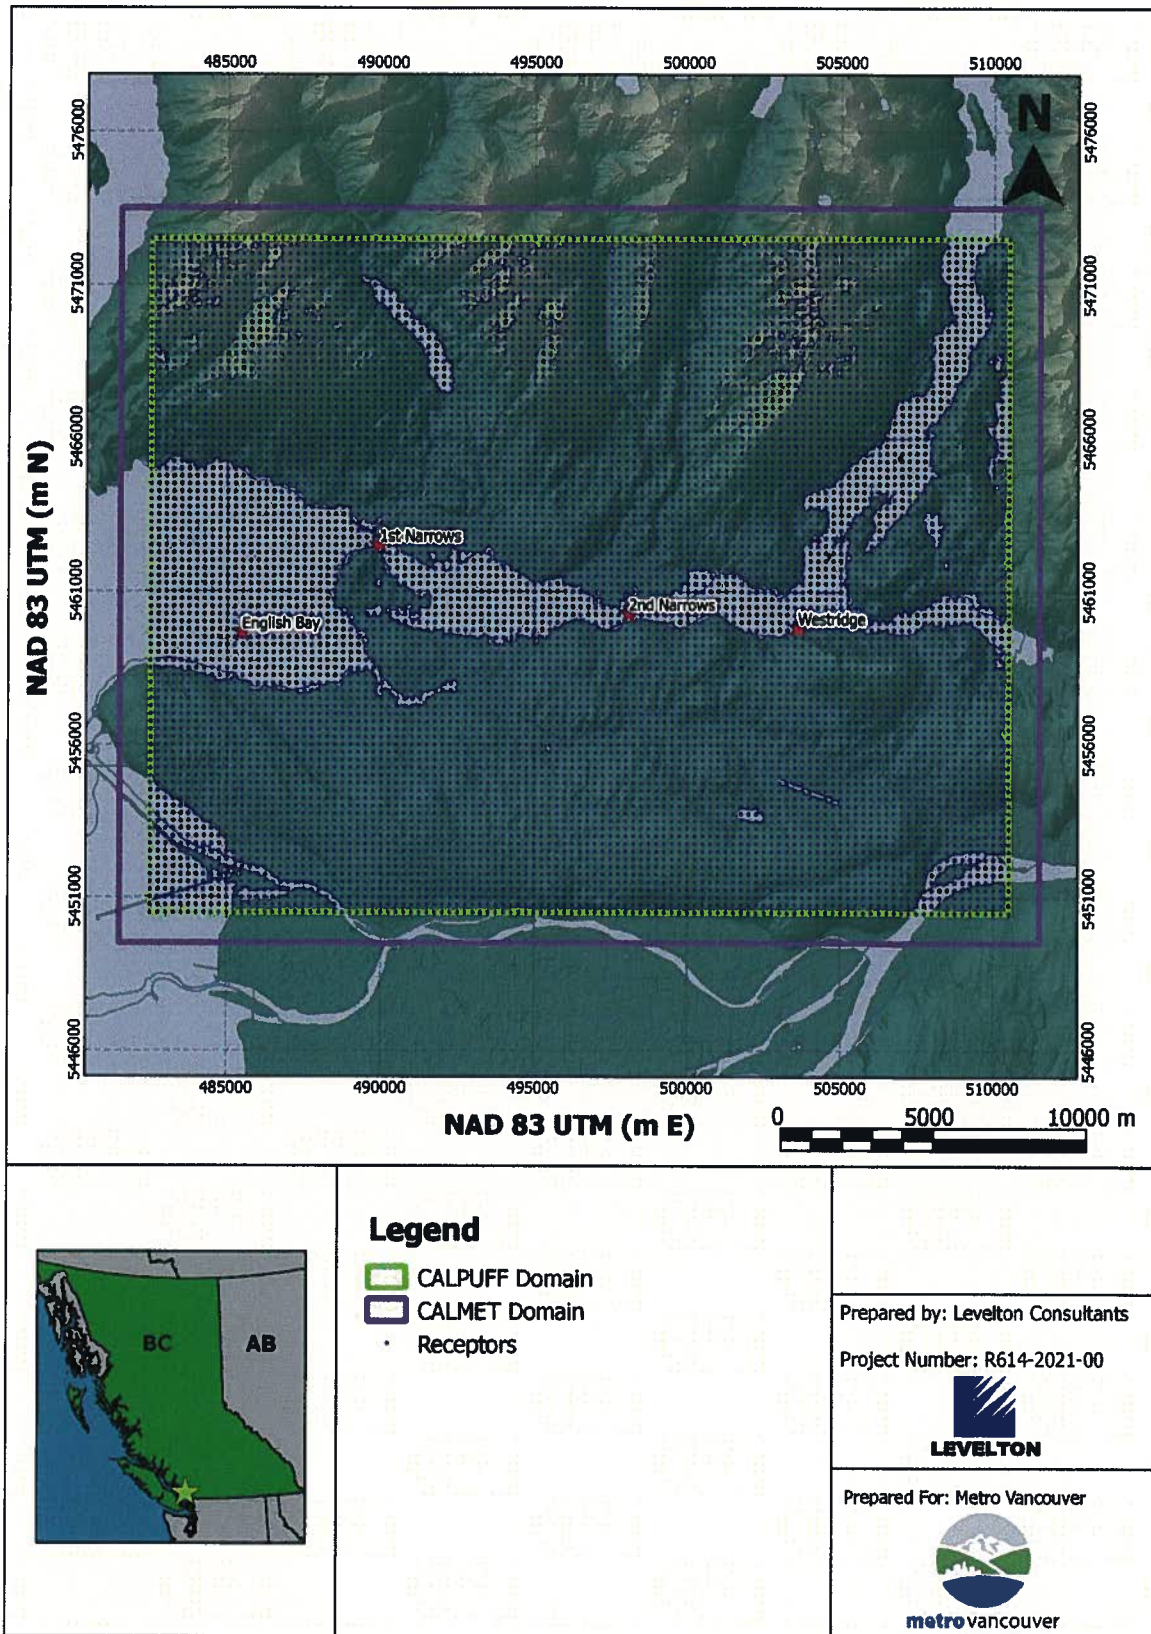 485000 490000 495000 500000 505000 510000
N
5476000 5476000
5471000 5471000
5466000 5466000
5461000 5461000
5456000 5456000
5451000 5451000
5446000 5446000
NAD 83 UTM (m N)
1st Narrows
2nd Narrows
English Bay
Westridge
485000 490000 495000 500000 505000 510000
NAD 83 UTM (m E)
0 5000 10000 m
BC AB
Legend
CALPUFF Domain
CALMET Domain
Receptors
Prepared by: Levelton Consultants
Project Number: R614-2021-00
LEVELTON
Prepared For: Metro Vancouver
metrovancouver